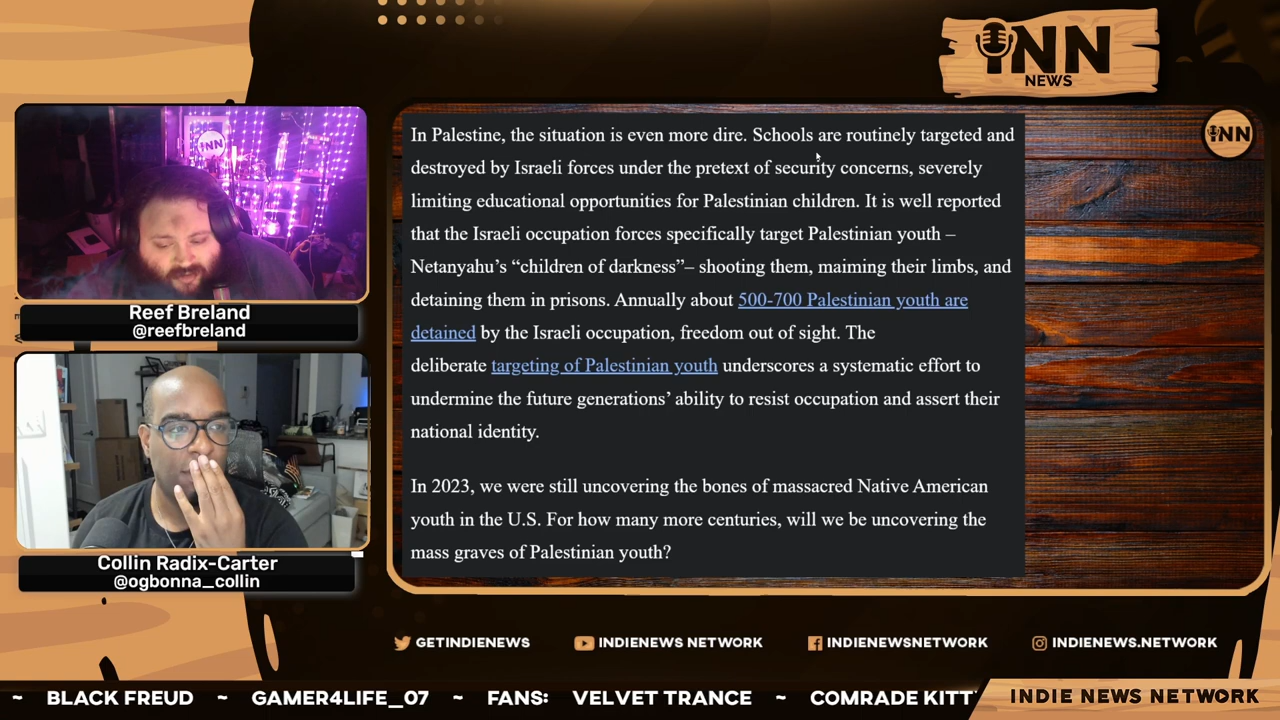 INN
NEWS
INN
In Palestine, the situation is even more dire. Schools are routinely targeted and
destroyed by Israeli forces under the pretext of security concerns, severely
limiting educational opportunities for Palestinian children. It is well reported
that the Israeli occupation forces specifically target Palestinian youth –
Netanyahu’s “children of darkness”– shooting them, maiming their limbs, and
detaining them in prisons. Annually about 500-700 Palestinian youth are
detained by the Israeli occupation, freedom out of sight. The
deliberate targeting of Palestinian youth underscores a systematic effort to
undermine the future generations’ ability to resist occupation and assert their
national identity.
In 2023, we were still uncovering the bones of massacred Native American
youth in the U.S. For how many more centuries, will we be uncovering the
mass graves of Palestinian youth?
INN
Reef Breland
@reefbreland
Collin Radix-Carter
@ogbonna_collin
GETINDIENEWS
INDIENEWS NETWORK
INDIENEWSNETWORK
INDIENEWS.NETWORK
~ BLACK FREUD ~ GAMER4LIFE_07 ~ FANS: VELVET TRANCE ~ COMRADE KITT
INDIE NEWS NETWORK